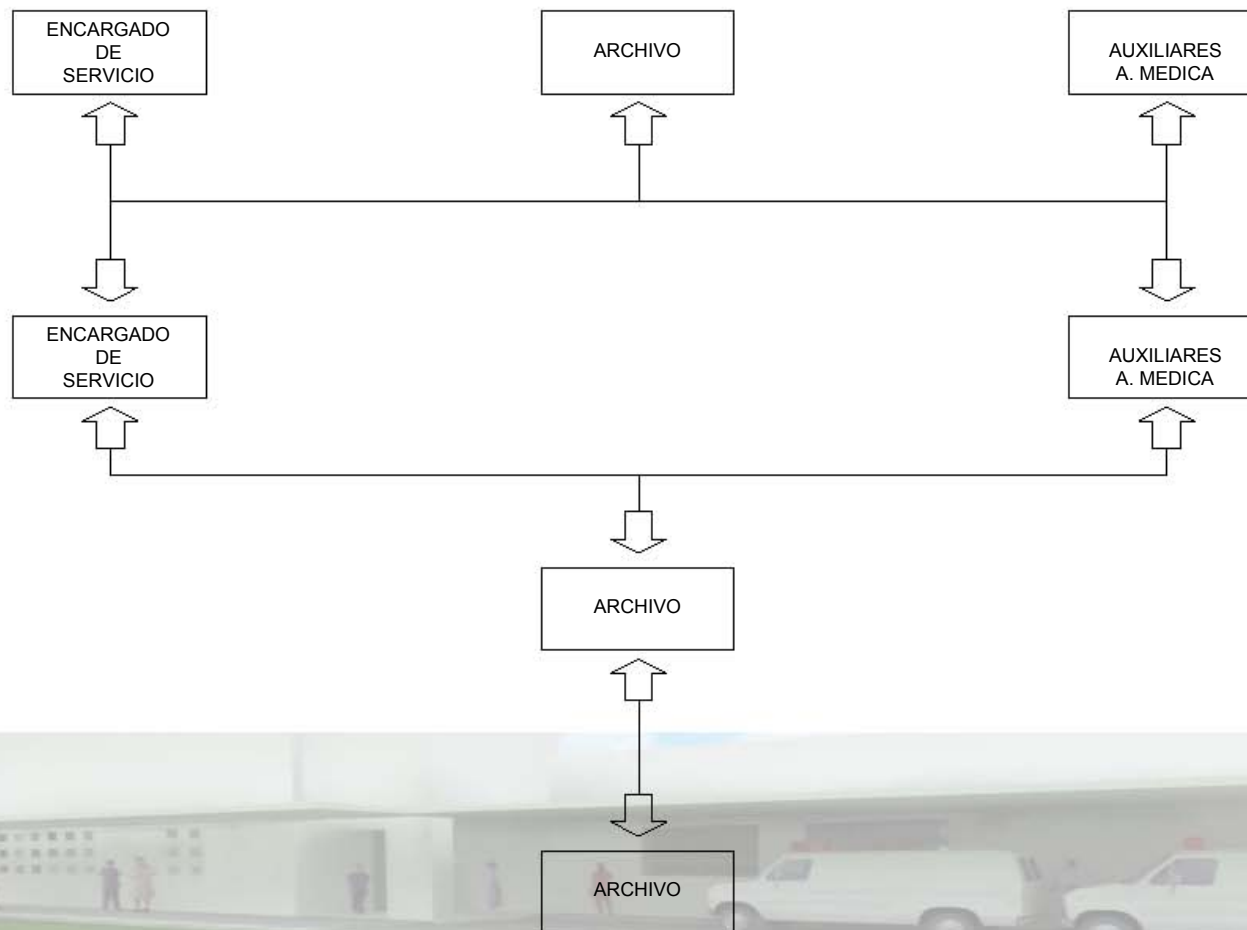 ENCARGADO
DE
SERVICIO
ARCHIVO
AUXILIARES
A. MEDICA
ENCARGADO
DE
SERVICIO
AUXILIARES
A. MEDICA
ARCHIVO
ARCHIVO